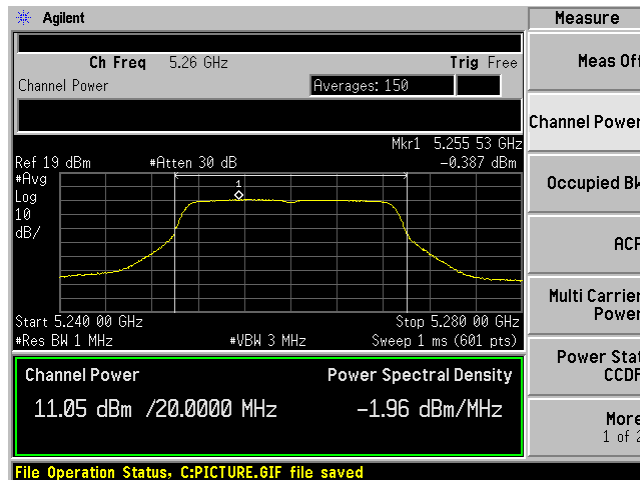 Agilent
Measure
Ch Freq 5.26 GHz Trig Free
Channel Power Averages: 150
Mkr1 5.255 53 GHz
Ref 19 dBm #Atten 30 dB -0.387 dBm
#Avg
Log
10
dB/
1
Start 5.240 00 GHz Stop 5.280 00 GHz
#Res BW 1 MHz #VBW 3 MHz Sweep 1 ms (601 pts)
Channel Power Power Spectral Density
11.05 dBm /20.0000 MHz -1.96 dBm/MHz
File Operation Status, C:PICTURE.GIF file saved
Meas Off
Channel Power
Occupied BW
ACP
Multi Carrier
Power
Power Stat
CCDF
More
1 of 2